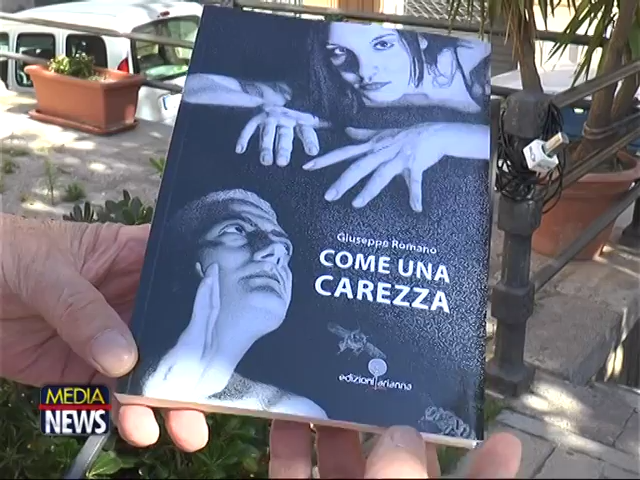 Giuseppe Romano
COME UNA
CAREZZA
edizioni arianna
MEDIA
NEWS